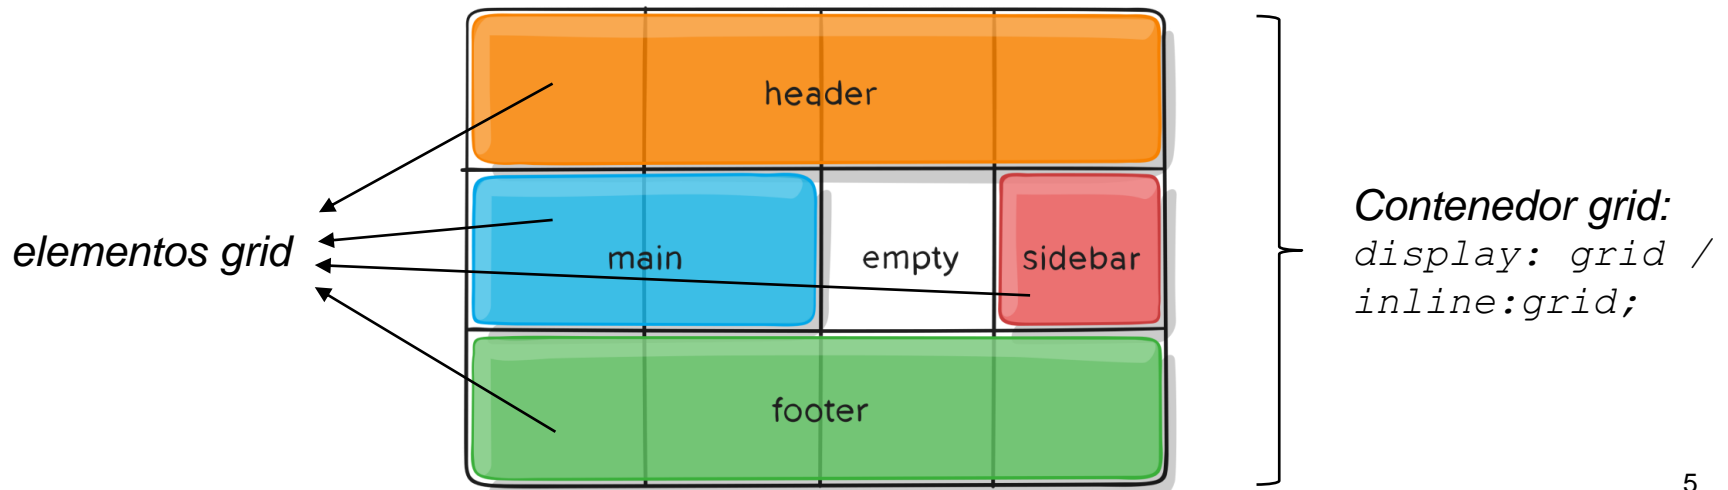 header
elementos grid
main
empty
sidebar
footer
Contenedor grid:
display: grid /
inline:grid;
5